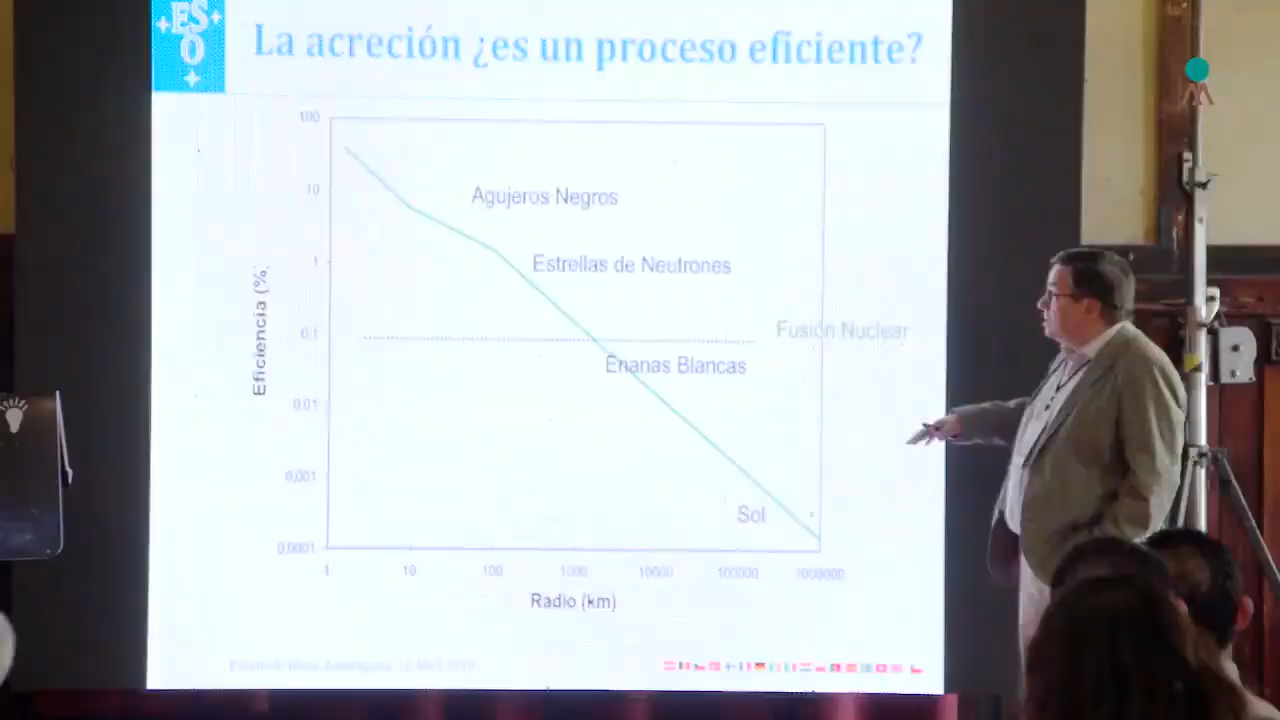 ESO
La acreción ¿es un proceso eficiente?
100
10
1
0,1
0,01
0,001
0,0001
Eficiencia (%)
Agujeros Negros
Estrellas de Neutrones
Fusión Nuclear
Enanas Blancas
Sol
1
10
100
1000
10000
100000
1000000
Radio (km)